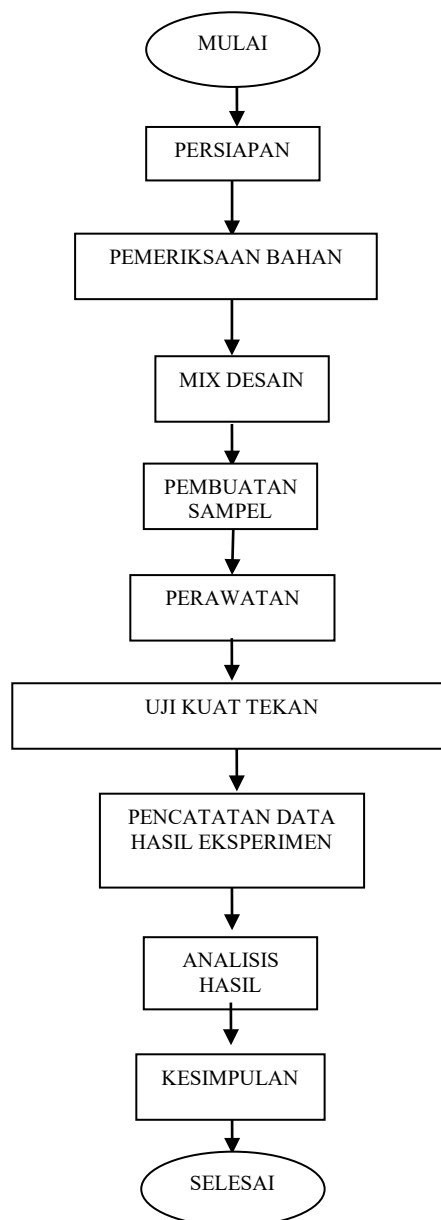 MULAI
PERSIAPAN
PEMERIKSAAN BAHAN
MIX DESAIN
PEMBUATAN
SAMPEL
PERAWATAN
UJI KUAT TEKAN
PENCATATAN DATA
HASIL EKSPERIMEN
ANALISIS
HASIL
KESIMPULAN
SELESAI